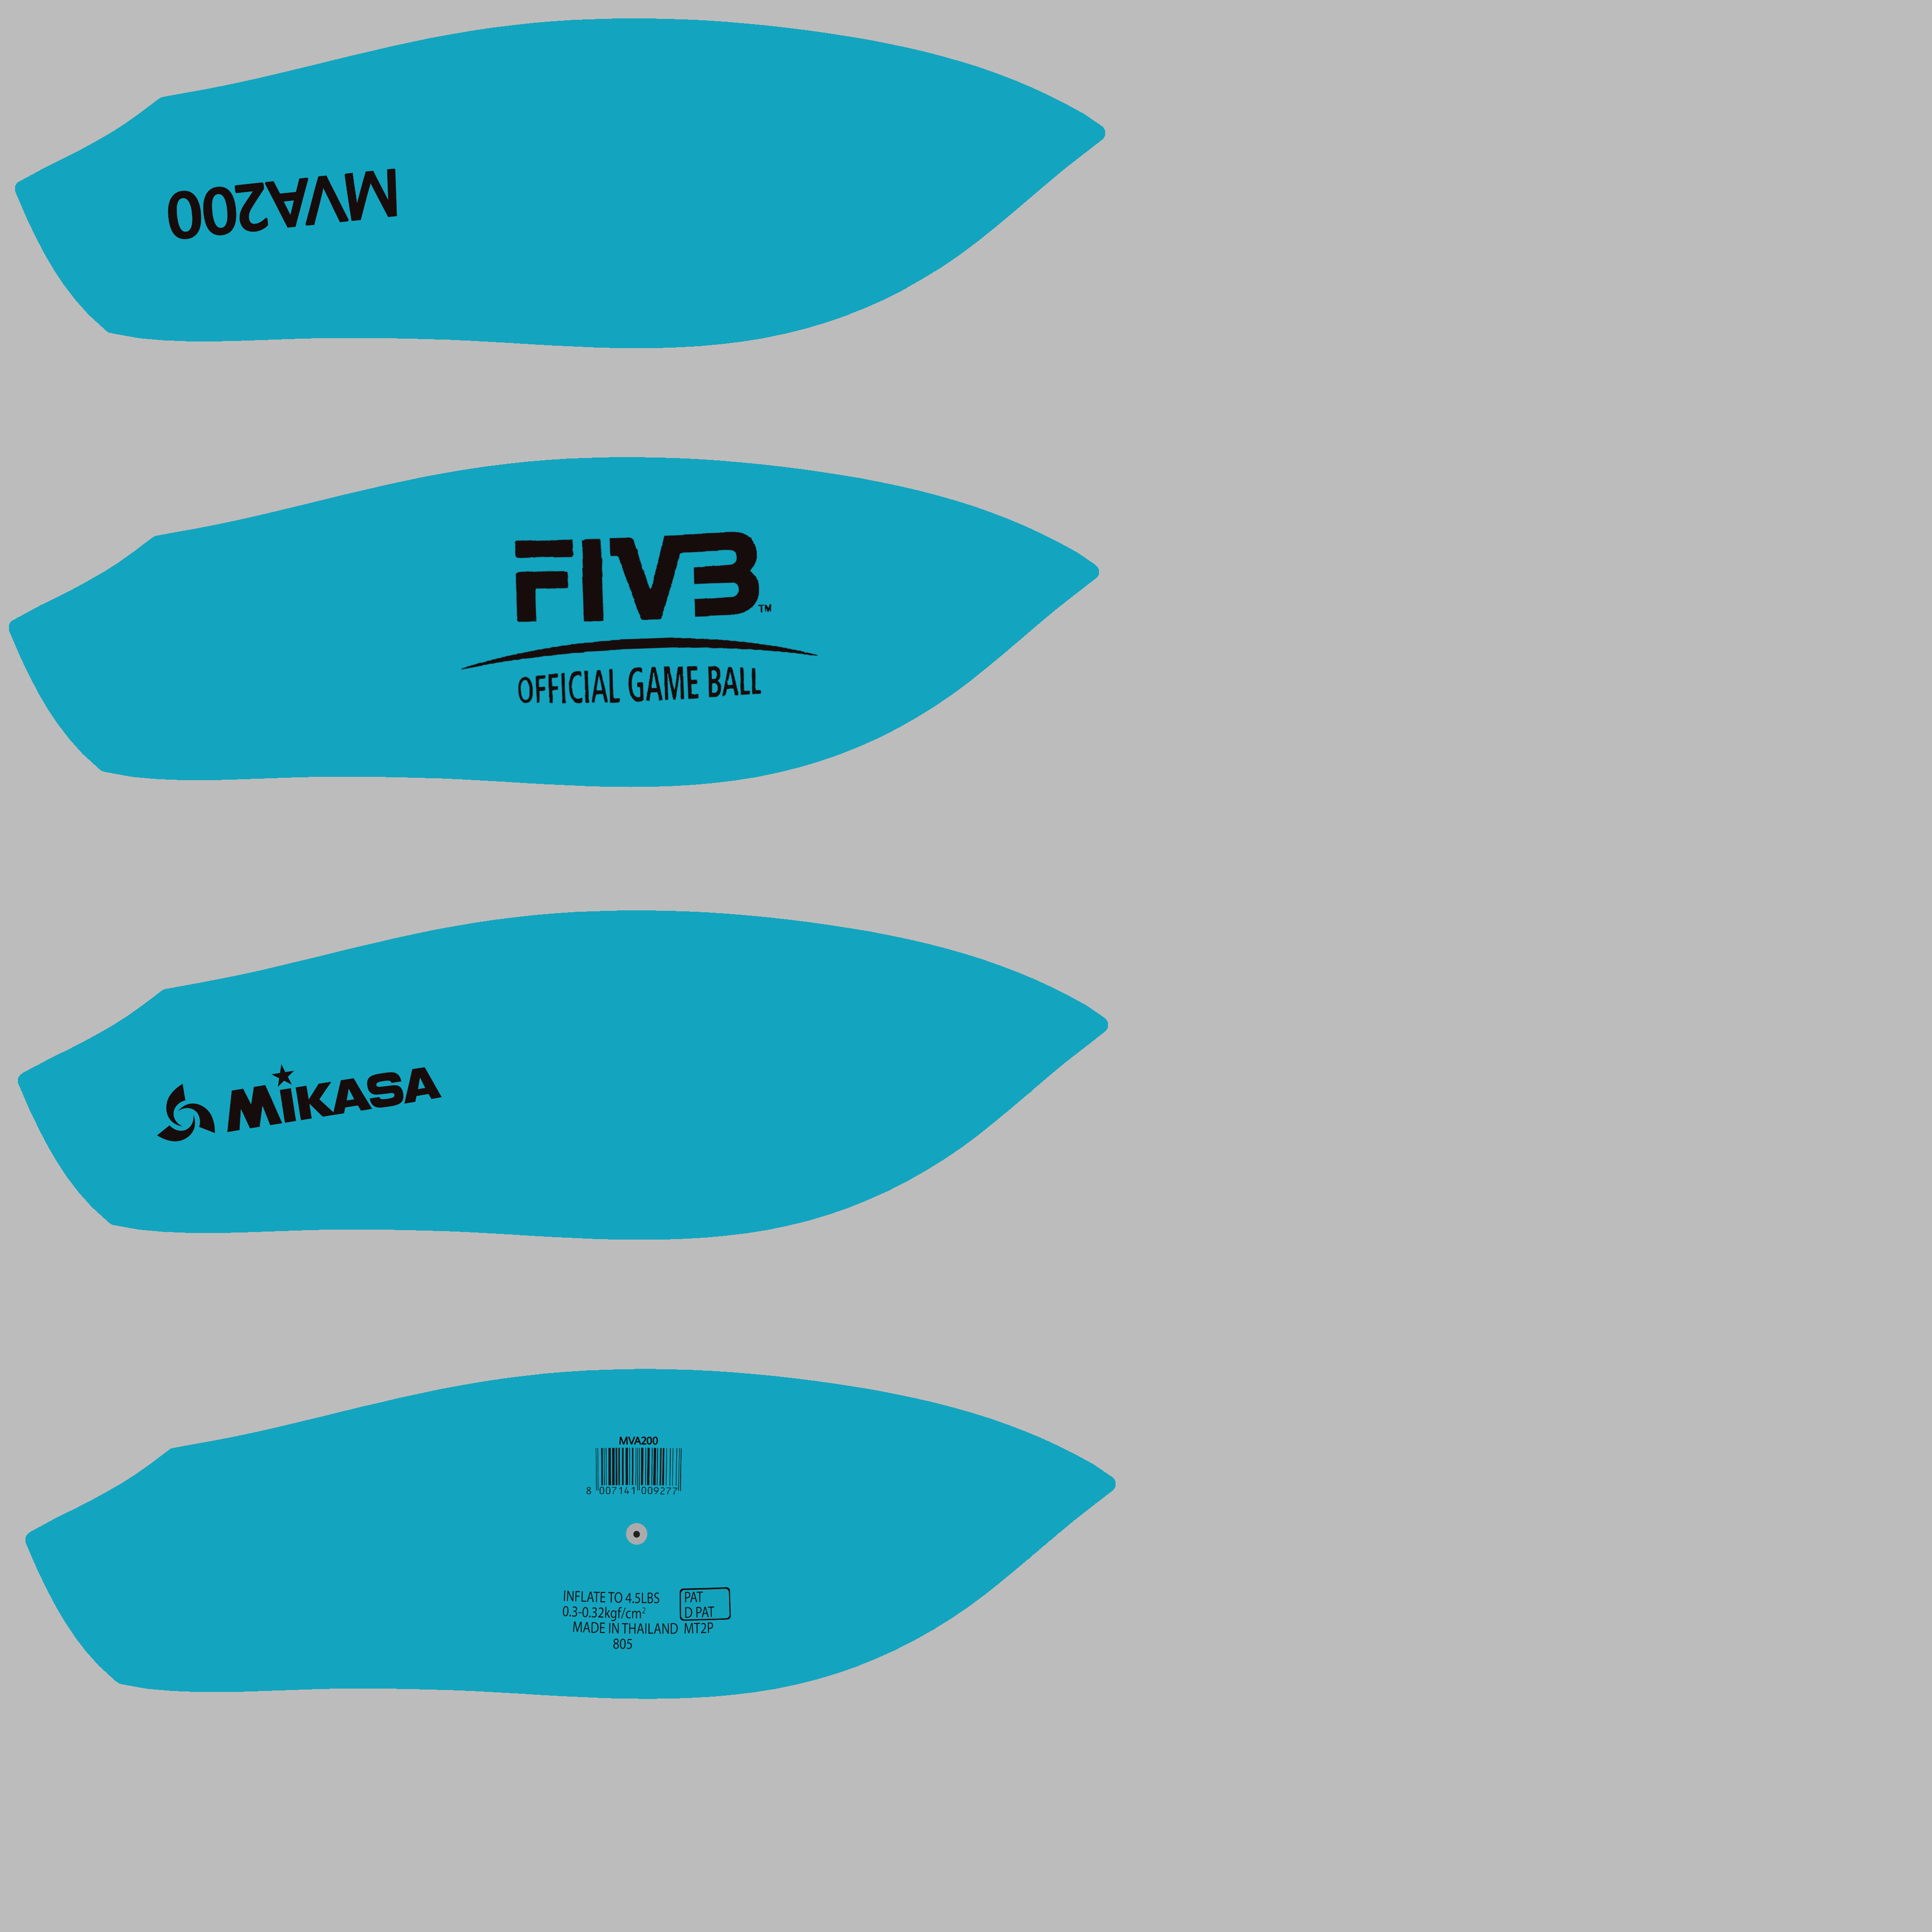 MVA200
FIVB™
OFFICIAL GAME BALL
MiKASA
MVA200
8 007141 009277
INFLATE TO 4.5LBS
0.3-0.32kgf/cm²
PAT
D PAT
MADE IN THAILAND MT2P
805